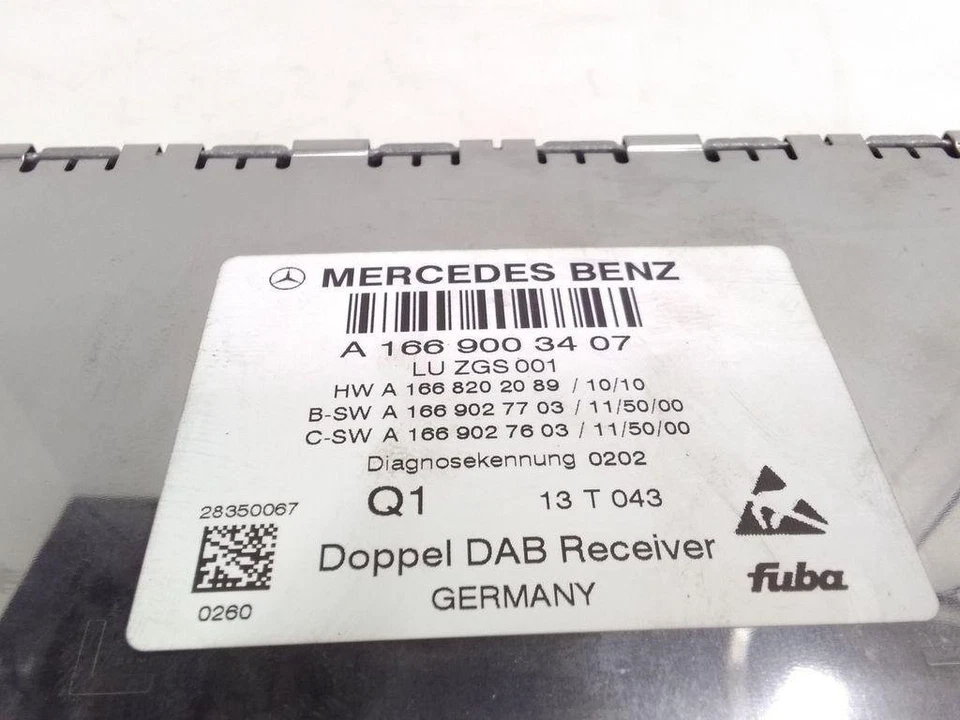 MERCEDES BENZ
A 166 900 34 07
LU ZGS 001
HW A 166 820 20 89 / 10/10
B-SW A 166 902 77 03 / 11/50/00
C-SW A 166 902 76 03 / 11/50/00
Diagnosekennung 0202
28350067 Q1 13 T 043
0260
Doppel DAB Receiver
GERMANY
fuba